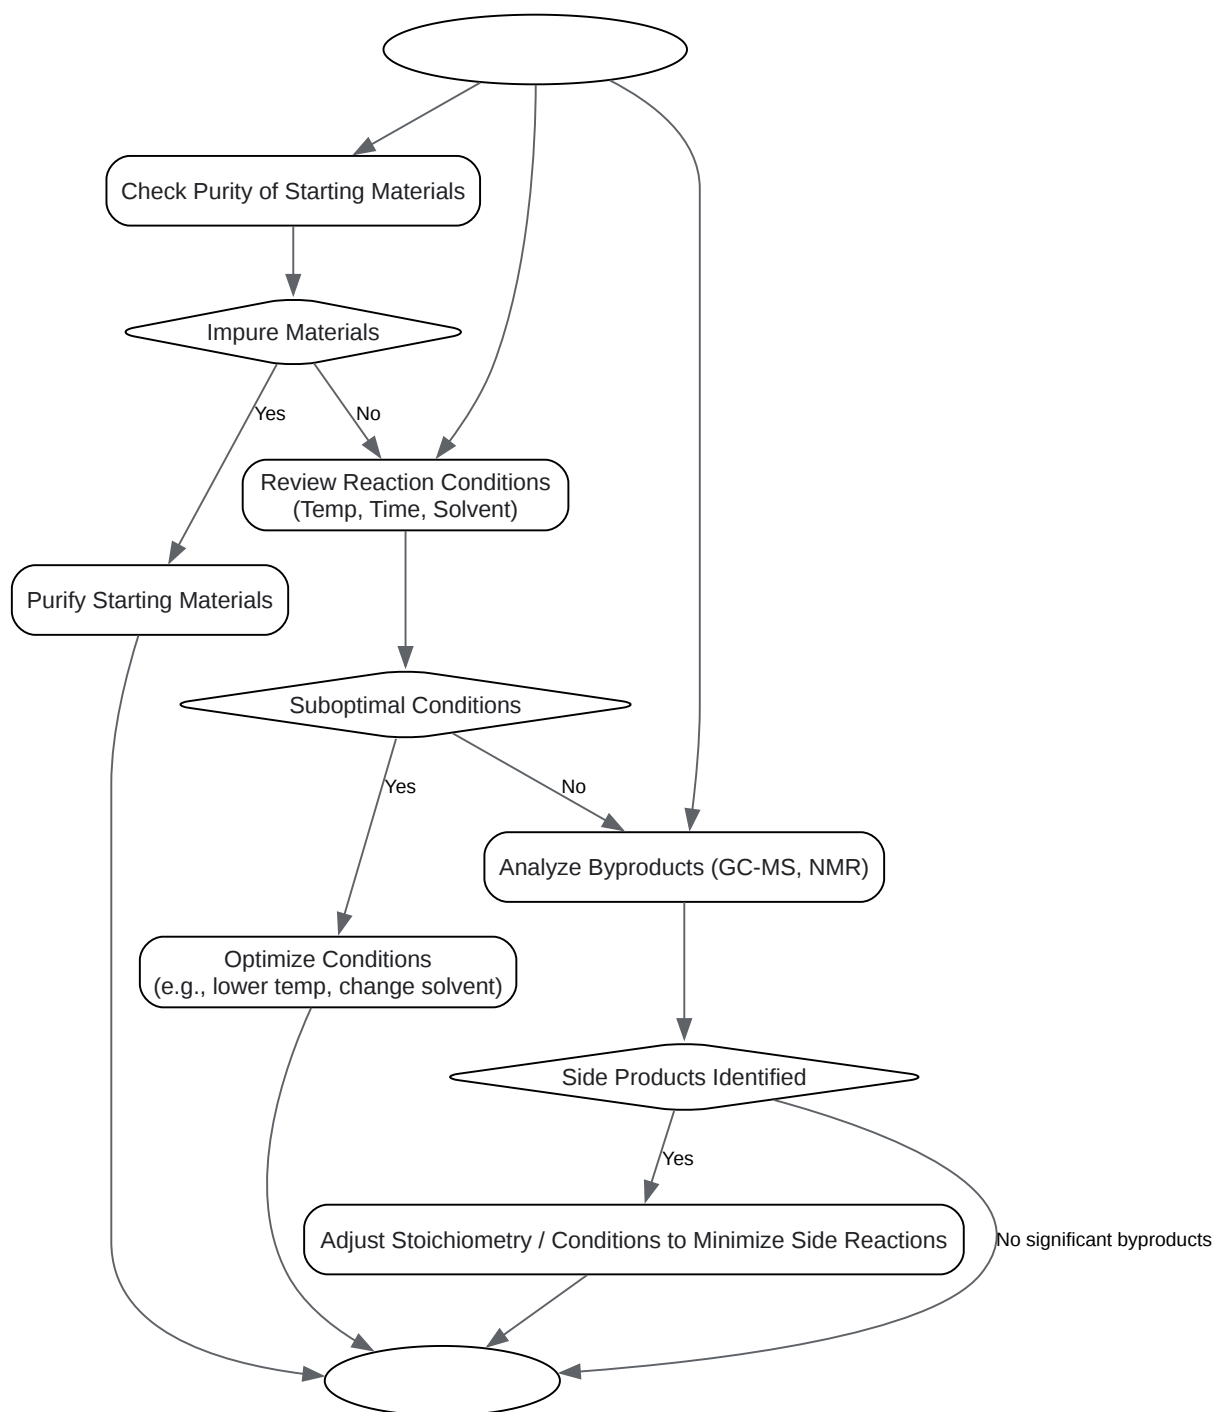 Check Purity of Starting Materials
Impure Materials
Yes
No
Review Reaction Conditions
(Temp, Time, Solvent)
Purify Starting Materials
Suboptimal Conditions
Yes
No
Analyze Byproducts (GC-MS, NMR)
Optimize Conditions
(e.g., lower temp, change solvent)
Side Products Identified
Yes
Adjust Stoichiometry / Conditions to Minimize Side Reactions
No significant byproducts